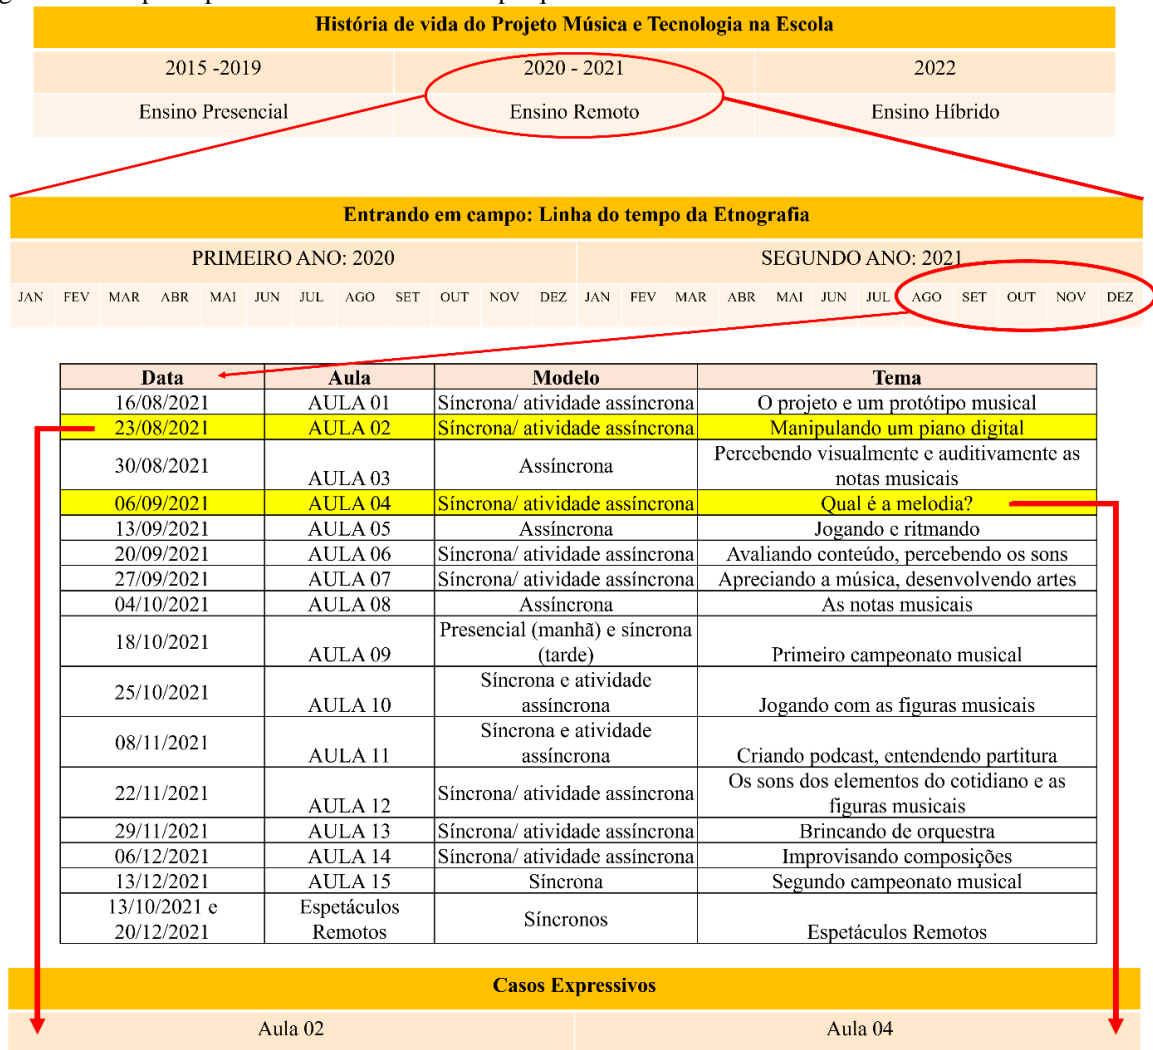 História de vida do Projeto Música e Tecnologia na Escola
2015 -2019 2020 - 2021 2022
Ensino Presencial Ensino Remoto Ensino Híbrido
Entrando em campo: Linha do tempo da Etnografia
PRIMEIRO ANO: 2020 SEGUNDO ANO: 2021
JAN FEV MAR ABR MAI JUN JUL AGO SET OUT NOV DEZ JAN FEV MAR ABR MAI JUN JUL AGO SET OUT NOV DEZ
Data Aula Modelo Tema
16/08/2021 AULA 01 Síncrona/ atividade assíncrona O projeto e um protótipo musical
23/08/2021 AULA 02 Síncrona/ atividade assíncrona Manipulando um piano digital
30/08/2021 AULA 03 Assíncrona Percebendo visualmente e auditivamente as
notas musicais
06/09/2021 AULA 04 Síncrona/ atividade assíncrona Qual é a melodia?
13/09/2021 AULA 05 Assíncrona Jogando e ritmando
20/09/2021 AULA 06 Síncrona/ atividade assíncrona Avaliando conteúdo, percebendo os sons
27/09/2021 AULA 07 Síncrona/ atividade assíncrona Apreciando a música, desenvolvendo artes
04/10/2021 AULA 08 Assíncrona As notas musicais
18/10/2021 AULA 09 Presencial (manhã) e síncrona
(tarde) Primeiro campeonato musical
25/10/2021 AULA 10 Síncrona e atividade
assíncrona Jogando com as figuras musicais
08/11/2021 AULA 11 Síncrona e atividade
assíncrona Criando podcast, entendendo partitura
22/11/2021 AULA 12 Síncrona/ atividade assíncrona Os sons dos elementos do cotidiano e as
figuras musicais
29/11/2021 AULA 13 Síncrona/ atividade assíncrona Brincando de orquestra
06/12/2021 AULA 14 Síncrona/ atividade assíncrona Improvisando composições
13/12/2021 AULA 15 Síncrona Segundo campeonato musical
13/10/2021 e Espetáculos Síncronos
20/12/2021 Remotos Espetáculos Remotos
Casos Expressivos
Aula 02 Aula 04